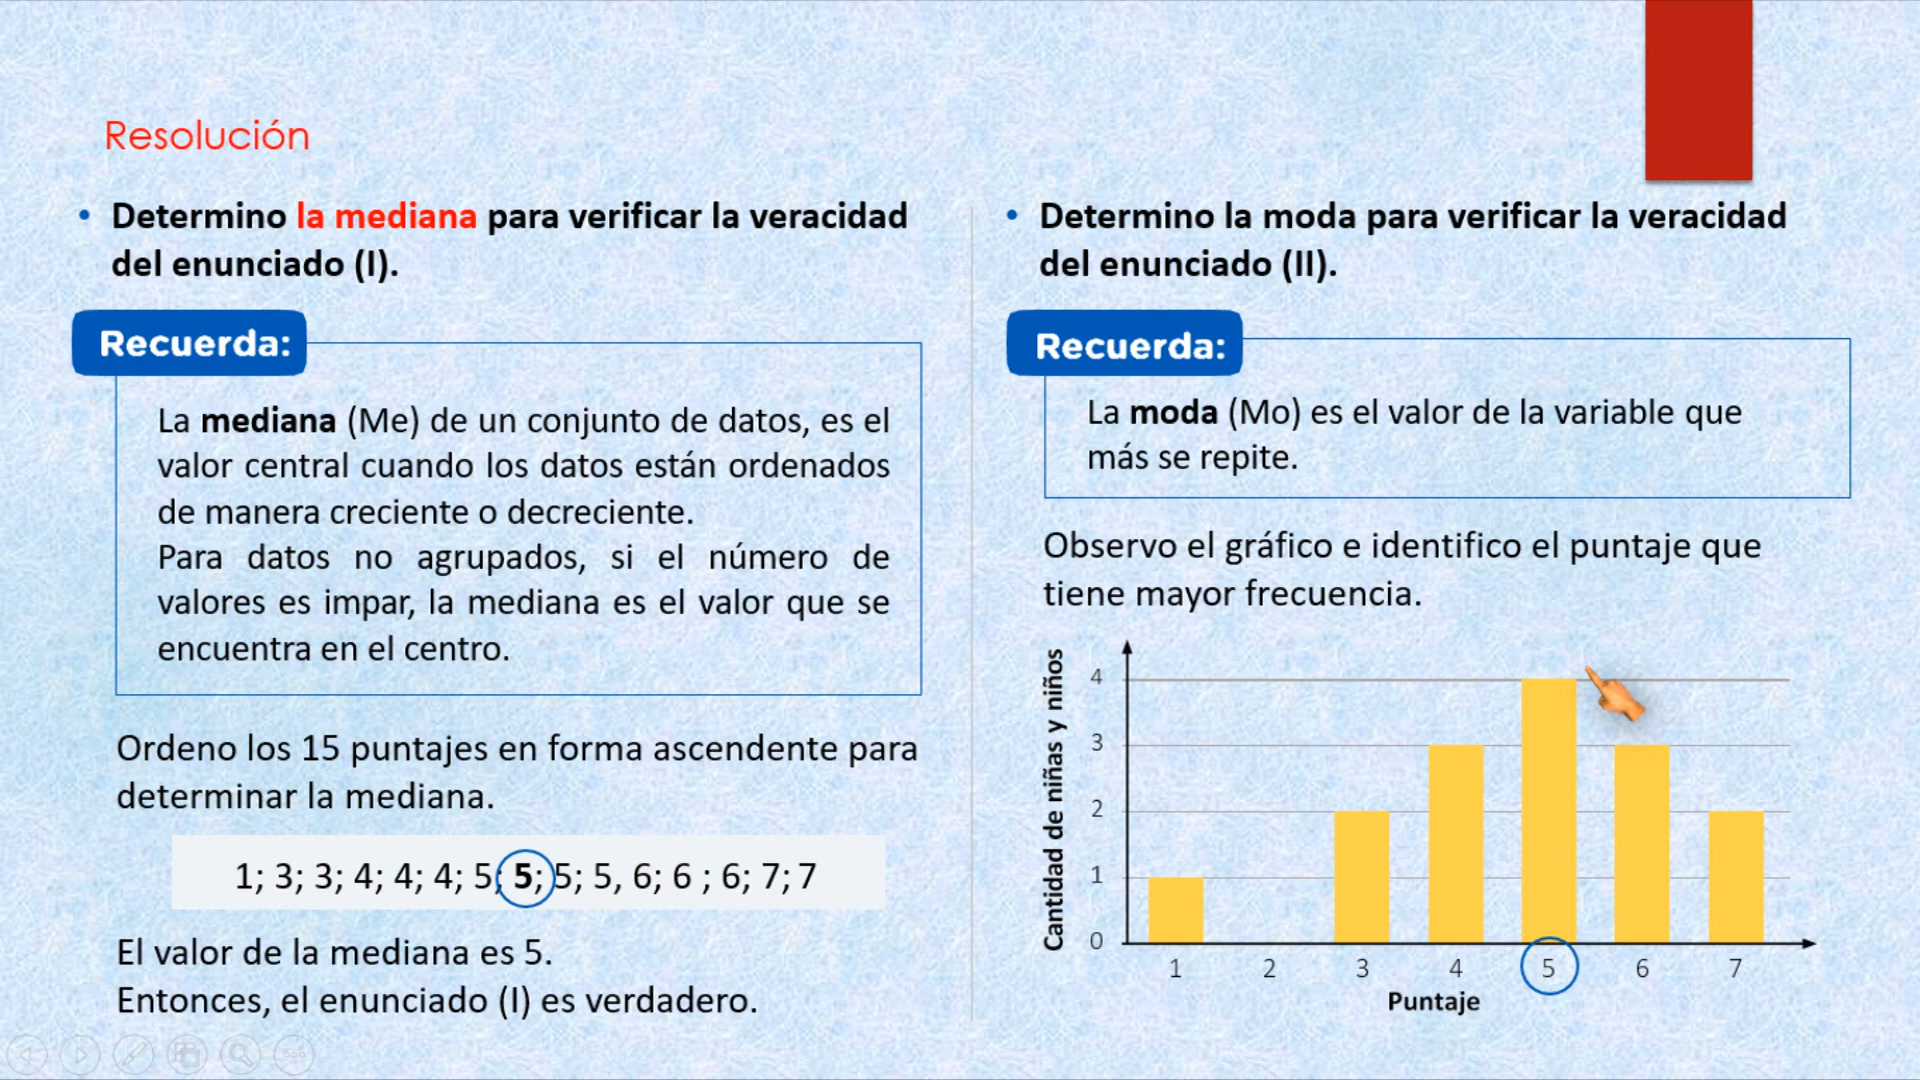 Resolución
• Determino la mediana para verificar la veracidad
del enunciado (I).
Recuerda:
La mediana (Me) de un conjunto de datos, es el
valor central cuando los datos están ordenados
de manera creciente o decreciente.
Para datos no agrupados, si el número de
valores es impar, la mediana es el valor que se
encuentra en el centro.
Ordeno los 15 puntajes en forma ascendente para
determinar la mediana.
1; 3; 3; 4; 4; 4; 5; 5; 5; 5, 6; 6 ; 6; 7; 7
El valor de la mediana es 5.
Entonces, el enunciado (I) es verdadero.
• Determino la moda para verificar la veracidad
del enunciado (II).
Recuerda:
La moda (Mo) es el valor de la variable que
más se repite.
Observo el gráfico e identifico el puntaje que
tiene mayor frecuencia.
Cantidad de niñas y niños
4
3
2
1
0
1 2 3 4 5 6 7
Puntaje